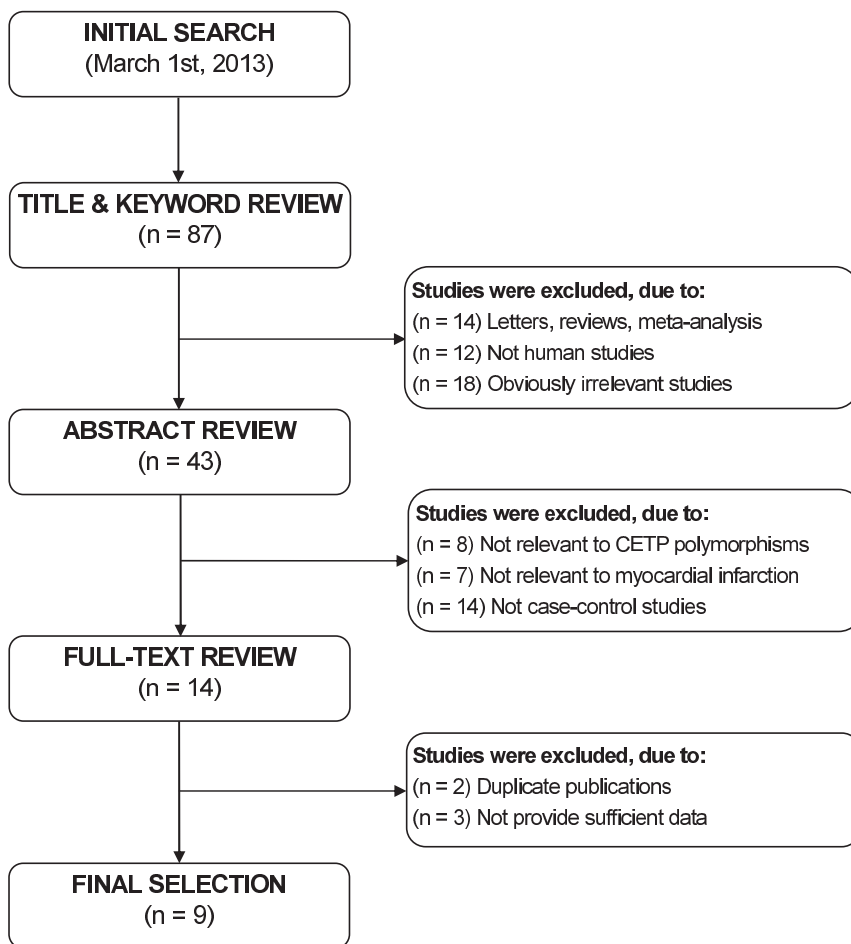 INITIAL SEARCH
(March 1st, 2013)
TITLE & KEYWORD REVIEW
(n = 87)
Studies were excluded, due to:
(n = 14) Letters, reviews, meta-analysis
(n = 12) Not human studies
(n = 18) Obviously irrelevant studies
ABSTRACT REVIEW
(n = 43)
Studies were excluded, due to:
(n = 8) Not relevant to CETP polymorphisms
(n = 7) Not relevant to myocardial infarction
(n = 14) Not case-control studies
FULL-TEXT REVIEW
(n = 14)
Studies were excluded, due to:
(n = 2) Duplicate publications
(n = 3) Not provide sufficient data
FINAL SELECTION
(n = 9)